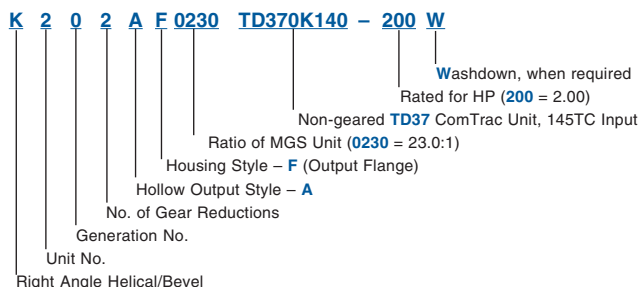 K 2 0 2 A F 0230 TD370K140 – 200 W
Washdown, when required
Rated for HP (200 = 2.00)
Non-geared TD37 ComTrac Unit, 145TC Input
Ratio of MGS Unit (0230 = 23.0:1)
Housing Style – F (Output Flange)
Hollow Output Style – A
No. of Gear Reductions
Generation No.
Unit No.
Right Angle Helical/Bevel